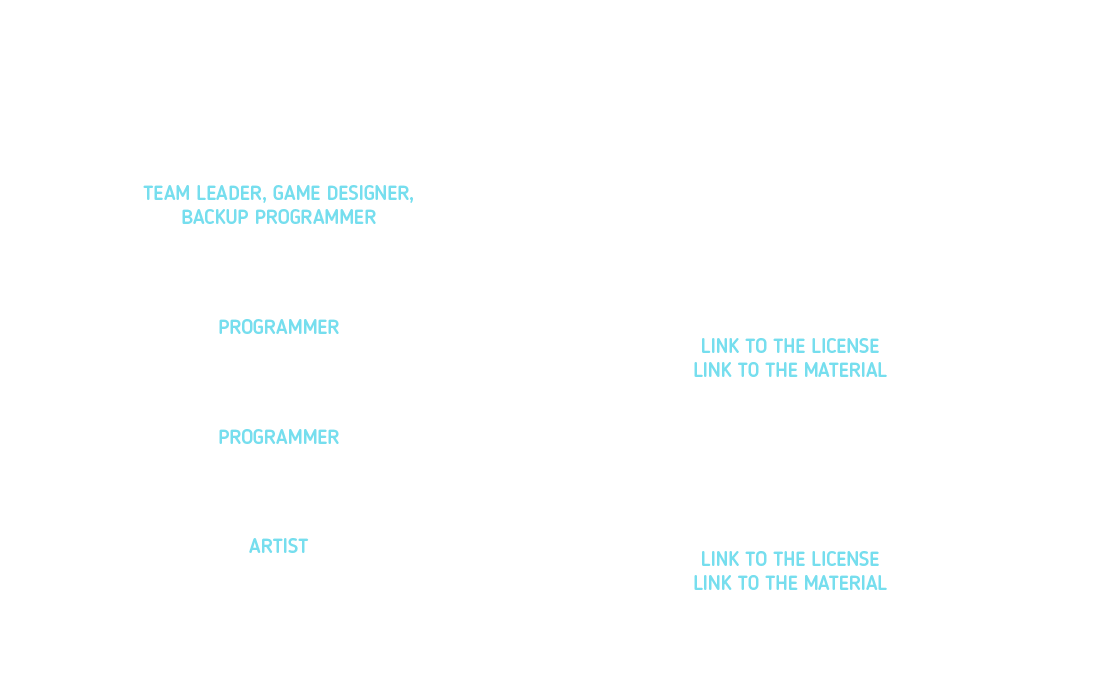 TEAM LEADER, GAME DESIGNER,
BACKUP PROGRAMMER
PROGRAMMER
PROGRAMMER
ARTIST
LINK TO THE LICENSE
LINK TO THE MATERIAL
LINK TO THE LICENSE
LINK TO THE MATERIAL